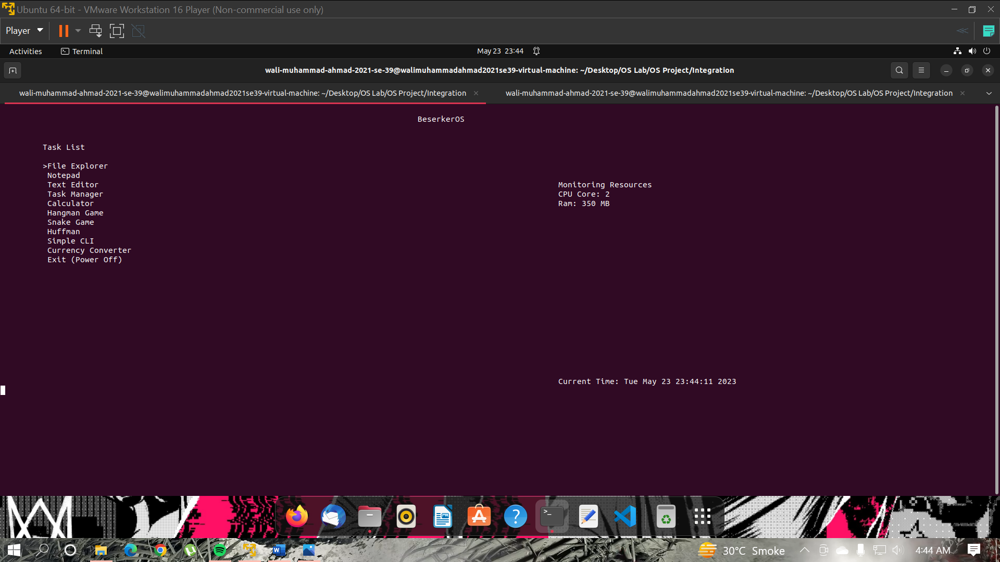 Ubuntu 64-bit - VMware Workstation 16 Player (Non-commercial use only)
Player
Activities
Terminal
May 23 23:44
wali-muhammad-ahmad-2021-se-39@walimuhammadahmad2021se39-virtual-machine: ~/Desktop/OS Lab/OS Project/Integration
wali-muhammad-ahmad-2021-se-39@walimuhammadahmad2021se39-virtual-machine: ~/Desktop/OS Lab/OS Project/Integration
wali-muhammad-ahmad-2021-se-39@walimuhammadahmad2021se39-virtual-machine: ~/Desktop/OS Lab/OS Project/Integration
BeserkerOS
Task List
>File Explorer
Notepad
Text Editor
Task Manager
Calculator
Hangman Game
Snake Game
Huffman
Simple CLI
Currency Converter
Exit (Power Off)
Monitoring Resources
CPU Core: 2
Ram: 350 MB
Current Time: Tue May 23 23:44:11 2023
30°C Smoke
4:44 AM